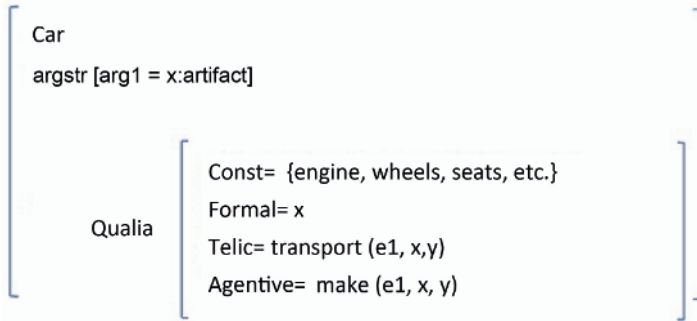 Car
argstr [arg1 = x:artifact]
Const= {engine, wheels, seats, etc.}
Formal= x
Qualia
Telic= transport (e1, x,y)
Agentive= make (e1, x, y)